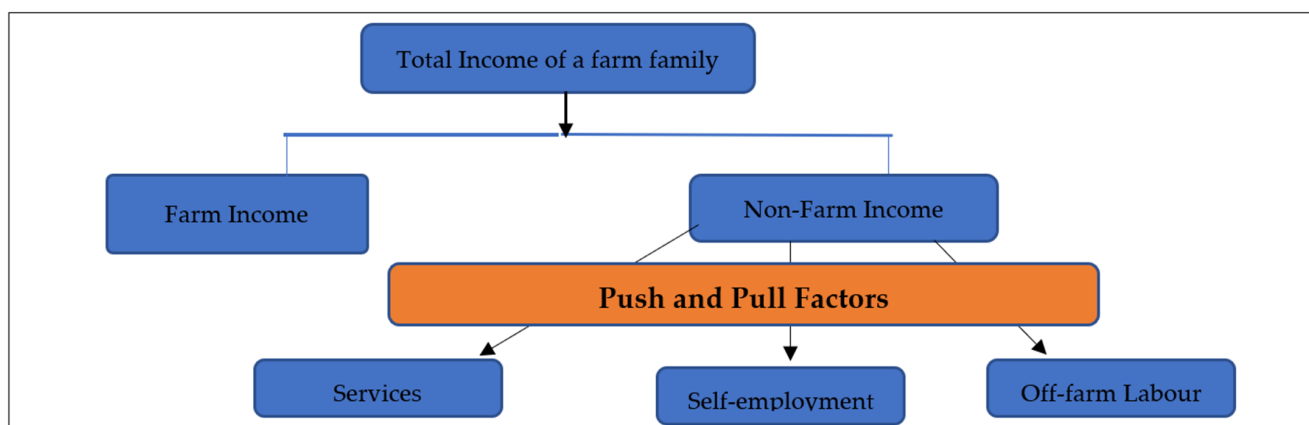 Total Income of a farm family
Farm Income
Non-Farm Income
Push and Pull Factors
Services
Self-employment
Off-farm Labour